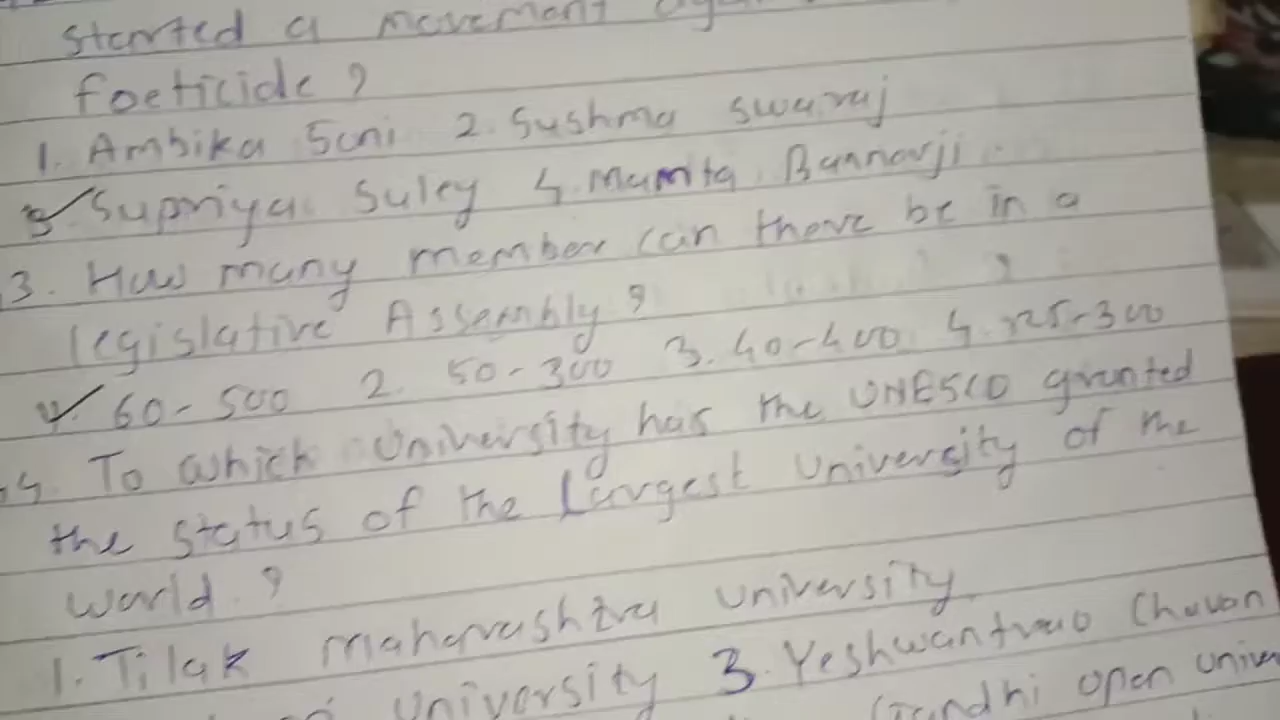 started a movement
foeticide ?
1. Ambika Soni 2. Sushma swaraj
3. Supriya Suley 4. Mamta Bannarji
3. How many member can there be in a
legislative Assembly ?
1. 60-500 2. 50-300 3. 40-400 4. 125-300
4. To which University has the UNESCO granted
the status of the Largest University of the
world ?
1. Tilak maharashtra university
University 3. Yeshwantrao Chavan
Gandhi open